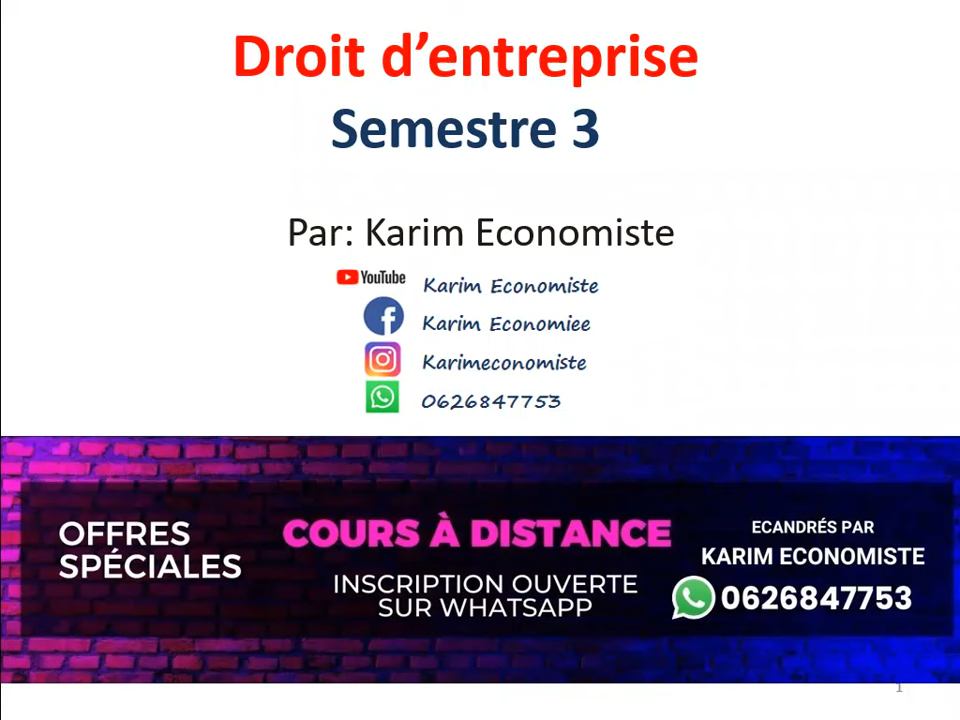 Droit d’entreprise
Semestre 3
Par: Karim Economiste
YouTube Karim Economiste
Karim Economiee
Karimeconomiste
0626847753
OFFRES
SPÉCIALES
COURS À DISTANCE
INSCRIPTION OUVERTE
SUR WHATSAPP
ECANDRÉS PAR
KARIM ECONOMISTE
0626847753
1